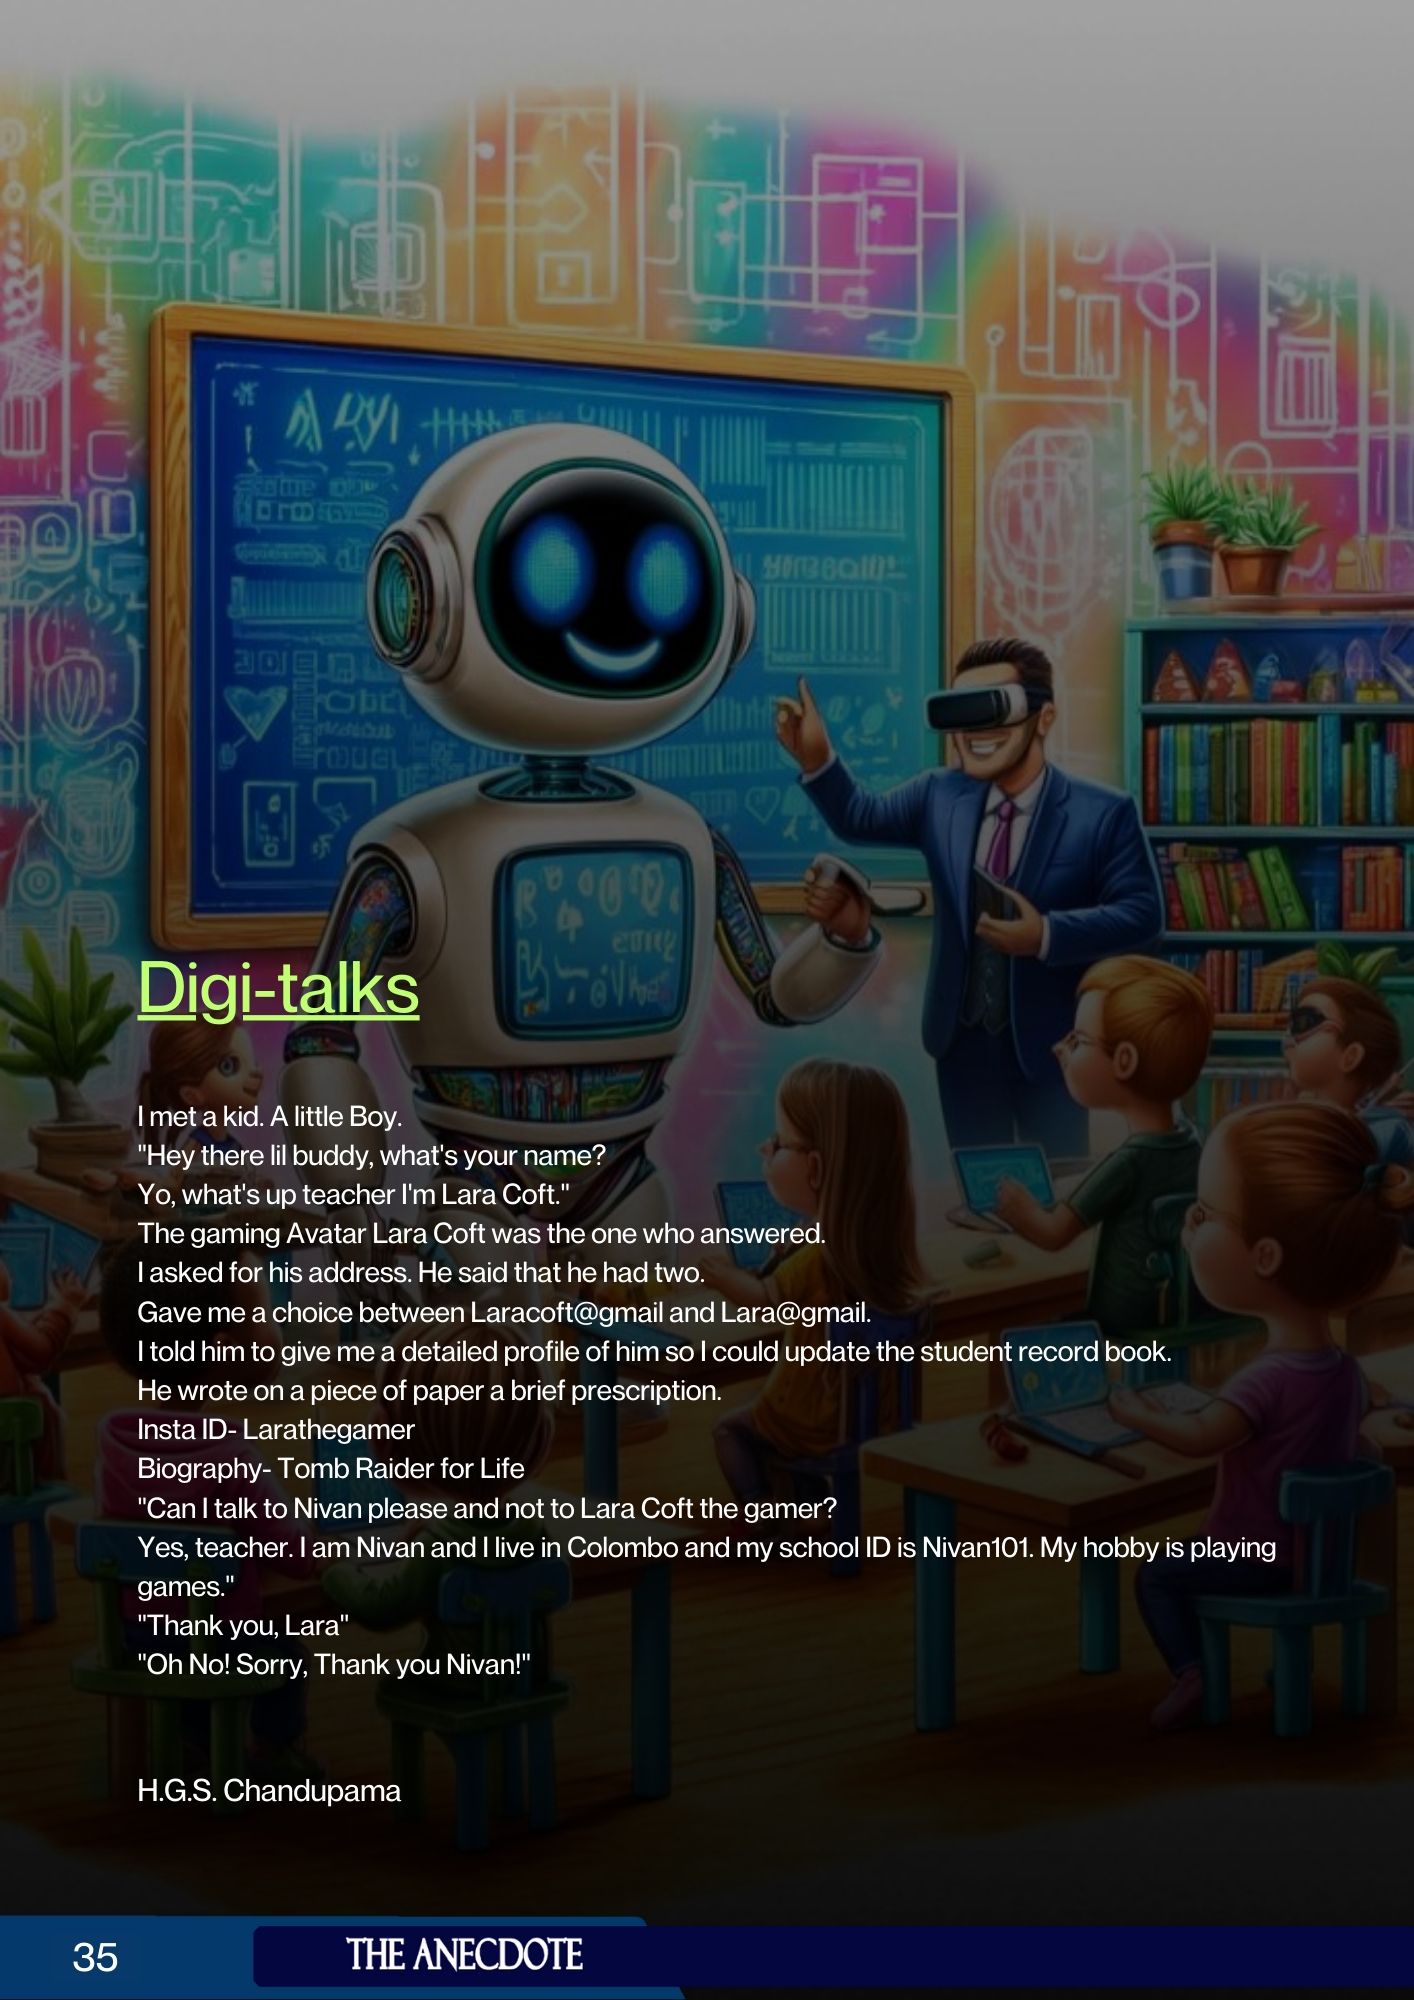 Digi-talks
I met a kid. A little Boy.
"Hey there lil buddy, what's your name?
Yo, what's up teacher I'm Lara Coft."
The gaming Avatar Lara Coft was the one who answered.
I asked for his address. He said that he had two.
Gave me a choice between Laracoft@gmail and Lara@gmail.
I told him to give me a detailed profile of him so I could update the student record book.
He wrote on a piece of paper a brief prescription.
Insta ID- Larathegamer
Biography- Tomb Raider for Life
"Can I talk to Nivan please and not to Lara Coft the gamer?
Yes, teacher. I am Nivan and I live in Colombo and my school ID is Nivan101. My hobby is playing
games."
"Thank you, Lara"
"Oh No! Sorry, Thank you Nivan!"
H.G.S. Chandupama
35
THE ANECDOTE